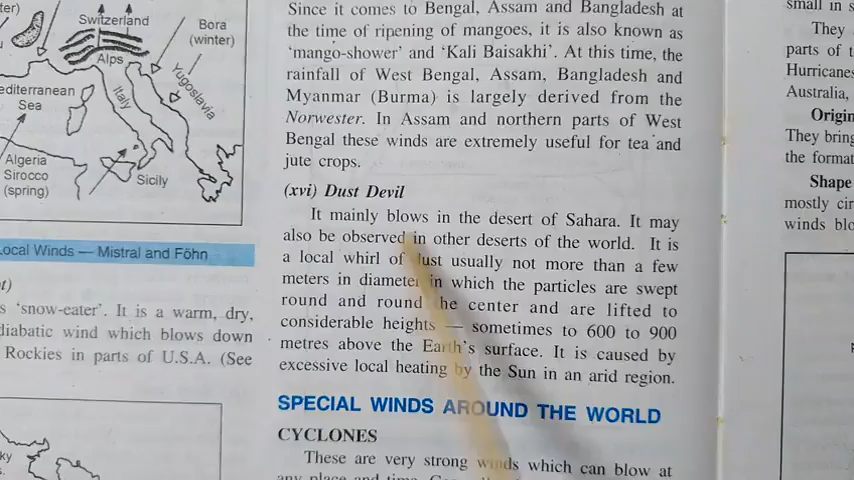 ter)
Switzerland
Bora
(winter)
Alps
Yugoslavia
editerranean
Sea
Italy
Algeria
Sirocco
(spring)
Sicily
Local Winds — Mistral and Föhn
t)
s 'snow-eater'. It is a warm, dry,
diabatic wind which blows down
Rockies in parts of U.S.A. (See
ky
s.
Since it comes to Bengal, Assam and Bangladesh at
the time of ripening of mangoes, it is also known as
'mango-shower' and 'Kali Baisakhi'. At this time, the
rainfall of West Bengal, Assam, Bangladesh and
Myanmar (Burma) is largely derived from the
Norwester. In Assam and northern parts of West
Bengal these winds are extremely useful for tea and
jute crops.
(xvi) Dust Devil
It mainly blows in the desert of Sahara. It may
also be observed in other deserts of the world. It is
a local whirl of dust usually not more than a few
meters in diameter in which the particles are swept
round and round the center and are lifted to
considerable heights — sometimes to 600 to 900
metres above the Earth's surface. It is caused by
excessive local heating by the Sun in an arid region.
SPECIAL WINDS AROUND THE WORLD
CYCLONES
These are very strong winds which can blow at
any place and time.
small in s
They
parts of t
Hurricanes
Australia,
Origin
They bring
the format
Shape
mostly cir
winds blo